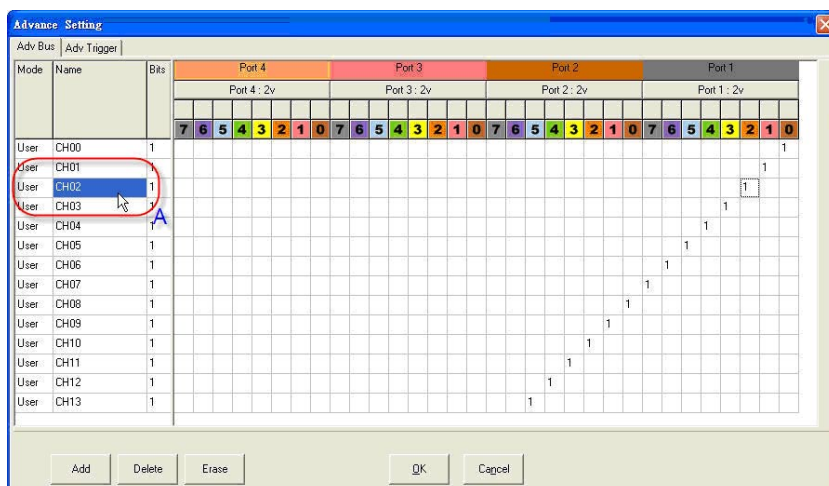 Advance Setting
Adv Bus Adv Trigger
Mode Name Bits Port 4 Port 3 Port 2 Port 1
Port 4 : 2v Port 3 : 2v Port 2 : 2v Port 1 : 2v
7 6 5 4 3 2 1 0 7 6 5 4 3 2 1 0 7 6 5 4 3 2 1 0 7 6 5 4 3 2 1 0
User CH00 1 1
User CH01 1 1
User CH02 1 1
User CH03 1 1
A
User CH04 1 1
User CH05 1 1
User CH06 1 1
User CH07 1 1
User CH08 1 1
User CH09 1 1
User CH10 1 1
User CH11 1 1
User CH12 1 1
User CH13 1 1
Add Delete Erase OK Cancel